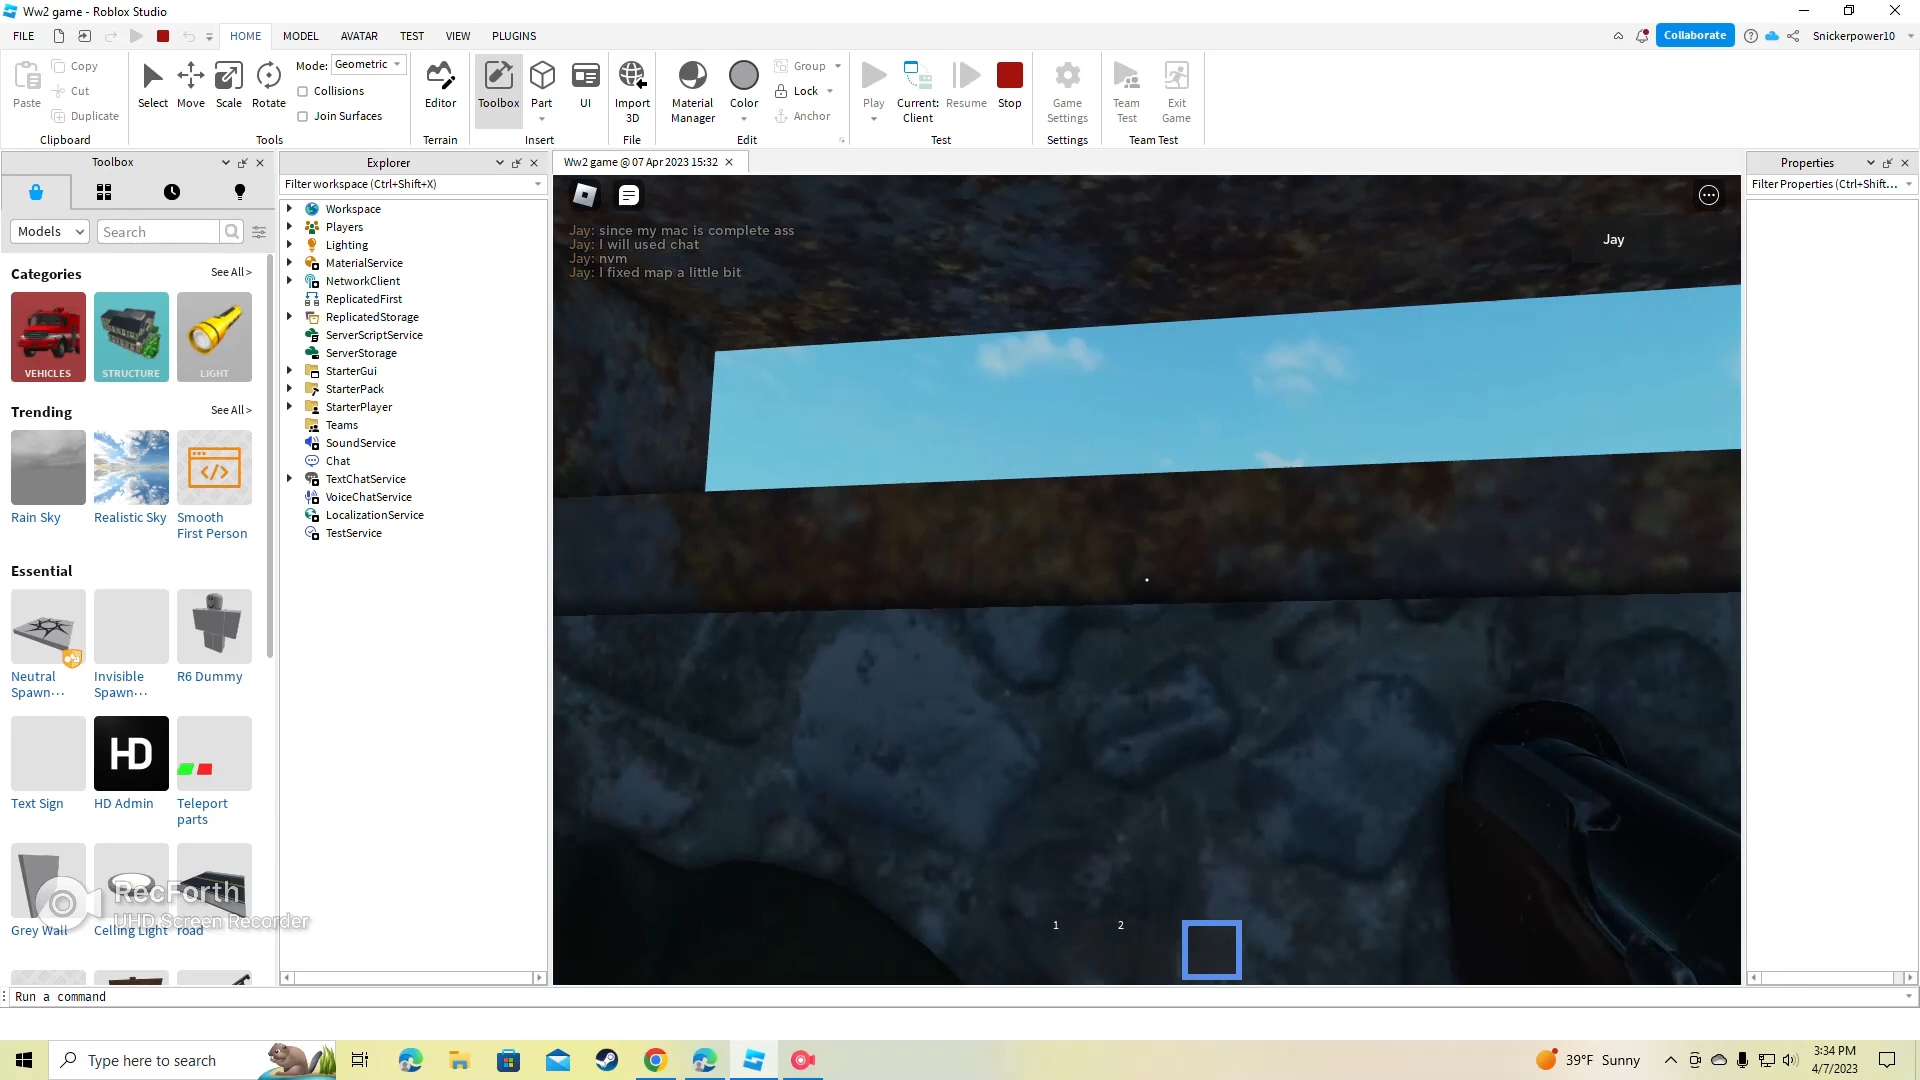 Ww2 game - Roblox Studio
FILE
HOME
MODEL
AVATAR
TEST
VIEW
PLUGINS
Collaborate
Snickerpower10
Paste
Copy
Cut
Duplicate
Clipboard
Select
Move
Scale
Rotate
Mode:
Geometric
Collisions
Join Surfaces
Tools
Editor
Terrain
Toolbox
Part
UI
Insert
Import
3D
File
Material
Manager
Color
Group
Lock
Anchor
Edit
Play
Current:
Client
Resume
Stop
Test
Game
Settings
Settings
Team
Test
Exit
Game
Team Test
Toolbox
Models
Search
Categories
See All >
VEHICLES
STRUCTURE
LIGHT
Trending
See All >
Rain Sky
Realistic Sky
Smooth
First Person
Essential
Neutral
Spawn···
Invisible
Spawn···
R6 Dummy
HD
Text Sign
HD Admin
Teleport
parts
Grey Wall
Celling Light
road
RecForth
UHD Screen Recorder
Explorer
Filter workspace (Ctrl+Shift+X)
Workspace
Players
Lighting
MaterialService
NetworkClient
ReplicatedFirst
ReplicatedStorage
ServerScriptService
ServerStorage
StarterGui
StarterPack
StarterPlayer
Teams
SoundService
Chat
TextChatService
VoiceChatService
LocalizationService
TestService
Ww2 game @ 07 Apr 2023 15:32
Jay: since my mac is complete ass
Jay: I will used chat
Jay: nvm
Jay: I fixed map a little bit
Jay
1
2
Properties
Filter Properties (Ctrl+Shift...
Run a command
Type here to search
39°F Sunny
3:34 PM
4/7/2023